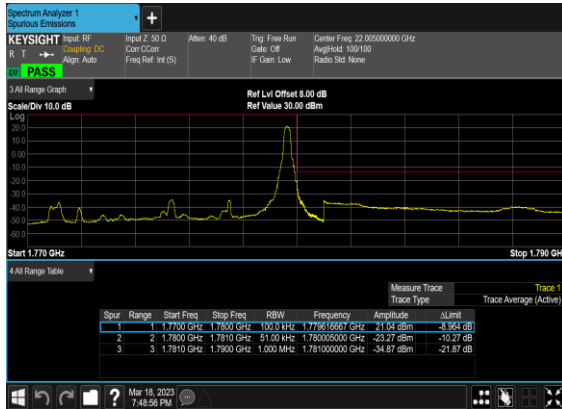 Spectrum Analyzer 1
Spurious Emissions
+
KEYSIGHT Input: RF Input Z: 50 Ω Atten: 40 dB Trig: Free Run Center Freq: 22.005000000 GHz
R T Coupling: DC Corr CCorr Gate: Off Avg|Hold: 100/100
Align: Auto Freq Ref: Int (S) IF Gain: Low Radio Std: None
PASS
3 All Range Graph
Ref Lvl Offset 8.00 dB
Scale/Div 10.0 dB Ref Value 30.00 dBm
Log
20.0
10.0
0.00
-10.0
-20.0
-30.0
-40.0
-50.0
-60.0
Start 1.770 GHz Stop 1.790 GH
4 All Range Table
Measure Trace Trace 1
Trace Type Trace Average (Active)
Spur Range Start Freq Stop Freq RBW Frequency Amplitude ΔLimit
1 1 1.7700 GHz 1.7800 GHz 100.0 kHz 1.779616667 GHz 21.04 dBm -8.964 dB
2 2 1.7800 GHz 1.7810 GHz 51.00 kHz 1.780005000 GHz -23.27 dBm -10.27 dB
3 3 1.7810 GHz 1.7900 GHz 1.000 MHz 1.781000000 GHz -34.87 dBm -21.87 dB
? Mar 18, 2023
7:48:56 PM